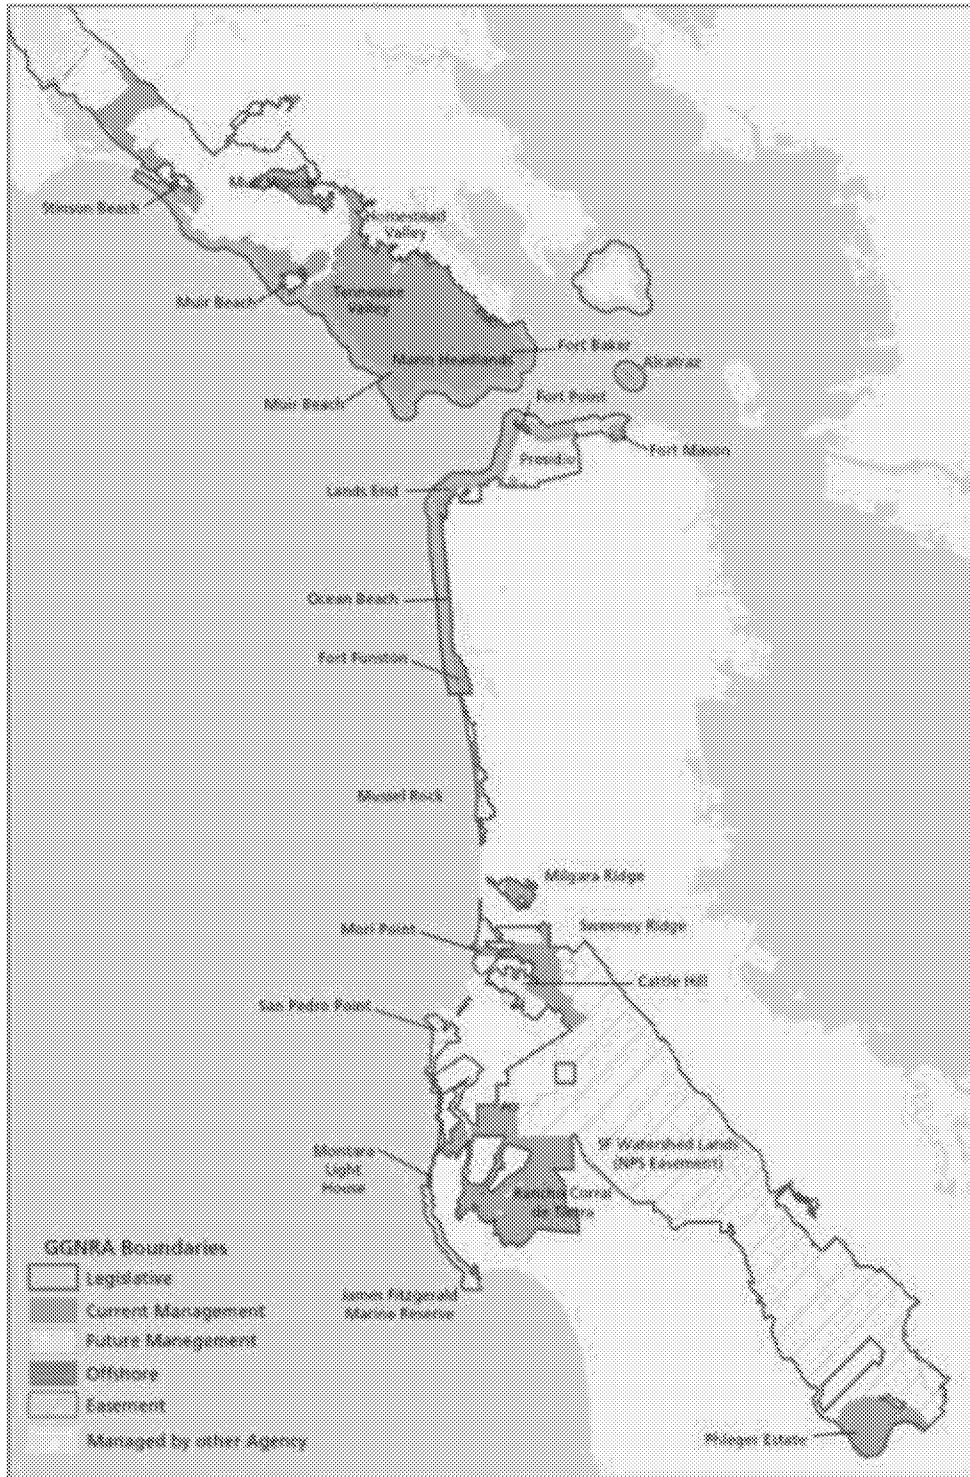 Stinson Beach
Homestead
Valley
Muir Beach
Tennessee
Valley
Marin Headlands
Fort Baker
Alcatraz
Muir Beach
Fort Point
Fort Mason
Presidio
Lands End
Ocean Beach
Fort Funston
Mussel Rock
Milgara Ridge
Mori Point
Sweeney Ridge
Cattle Hill
San Pedro Point
SF Watershed Lands
(NPS Easement)
Montara
Light
House
Rancho Corral
de Tierra
GGNRA Boundaries
Legislative
Current Management
Future Manegement
Offshore
Easement
Managed by other Agency
James Fitzgerald
Marine Reserve
Phleger Estate